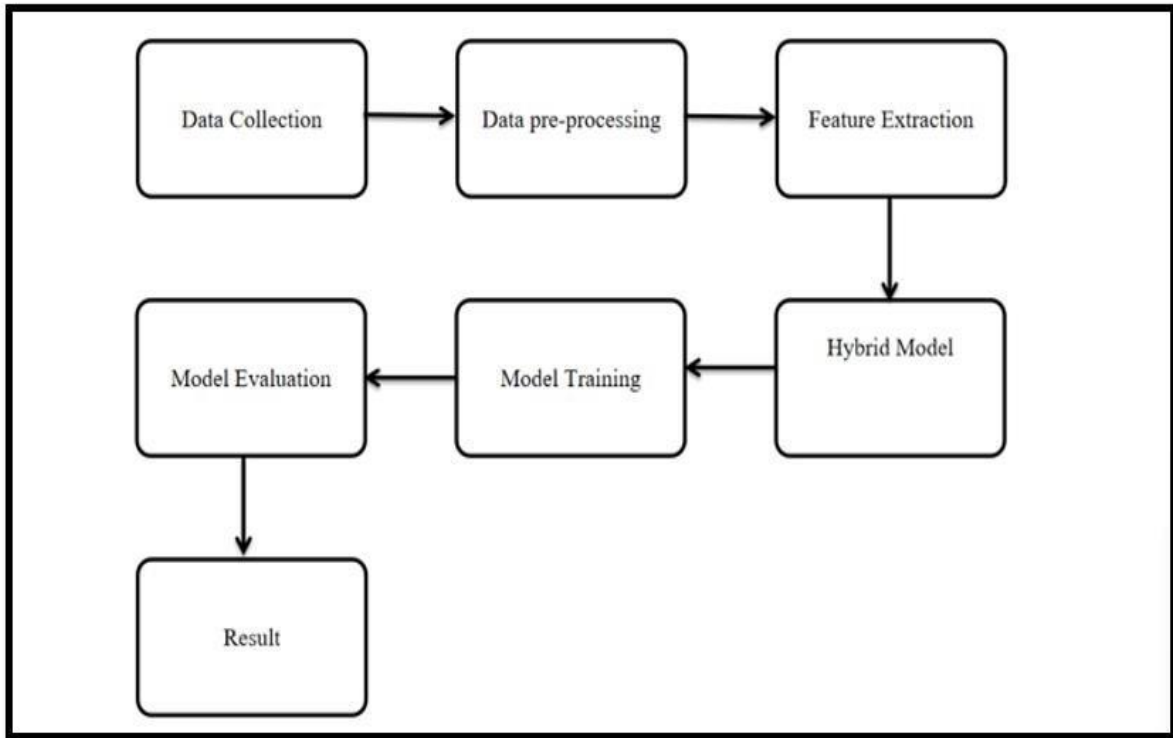 Data Collection
Data pre-processing
Feature Extraction
Hybrid Model
Model Training
Model Evaluation
Result